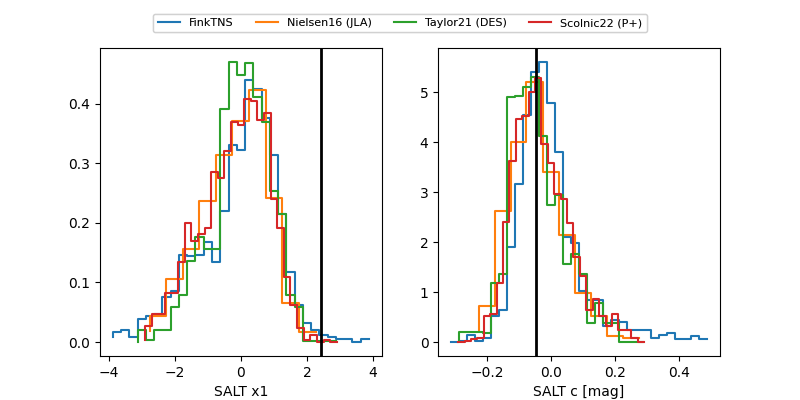 FinkTNS Nielsen16 (JLA) Taylor21 (DES) Scolnic22 (P+)
0.4
0.3
0.2
0.1
0.0
−4 −2 0 2 4
SALT x1
5
4
3
2
1
0
−0.2 0.0 0.2 0.4
SALT c [mag]